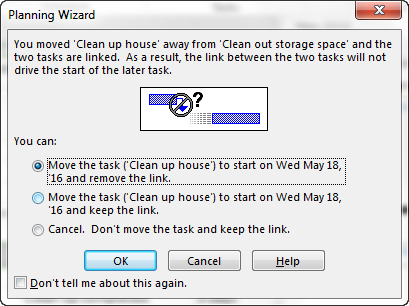 Planning Wizard
You moved 'Clean up house' away from 'Clean out storage space' and the
two tasks are linked. As a result, the link between the two tasks will not
drive the start of the later task.
?
You can:
Move the task ('Clean up house') to start on Wed May 18,
'16 and remove the link.
Move the task ('Clean up house') to start on Wed May 18,
'16 and keep the link.
Cancel. Don't move the task and keep the link.
OK Cancel Help
Don't tell me about this again.